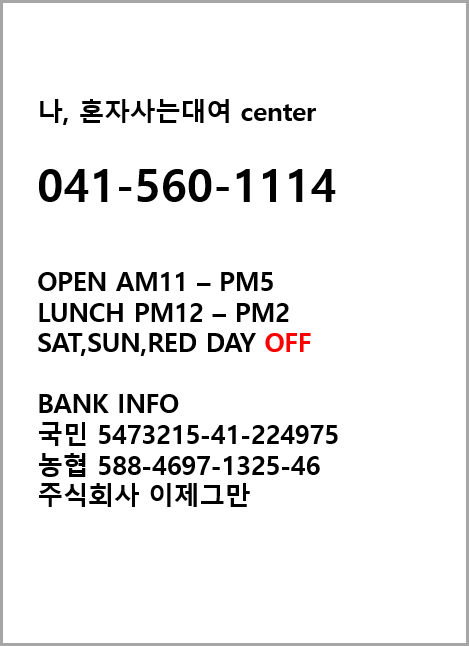 나, 혼자사는대여 center
041-560-1114
OPEN AM11 – PM5
LUNCH PM12 – PM2
SAT,SUN,RED DAY OFF
BANK INFO
국민 5473215-41-224975
농협 588-4697-1325-46
주식회사 이제그만